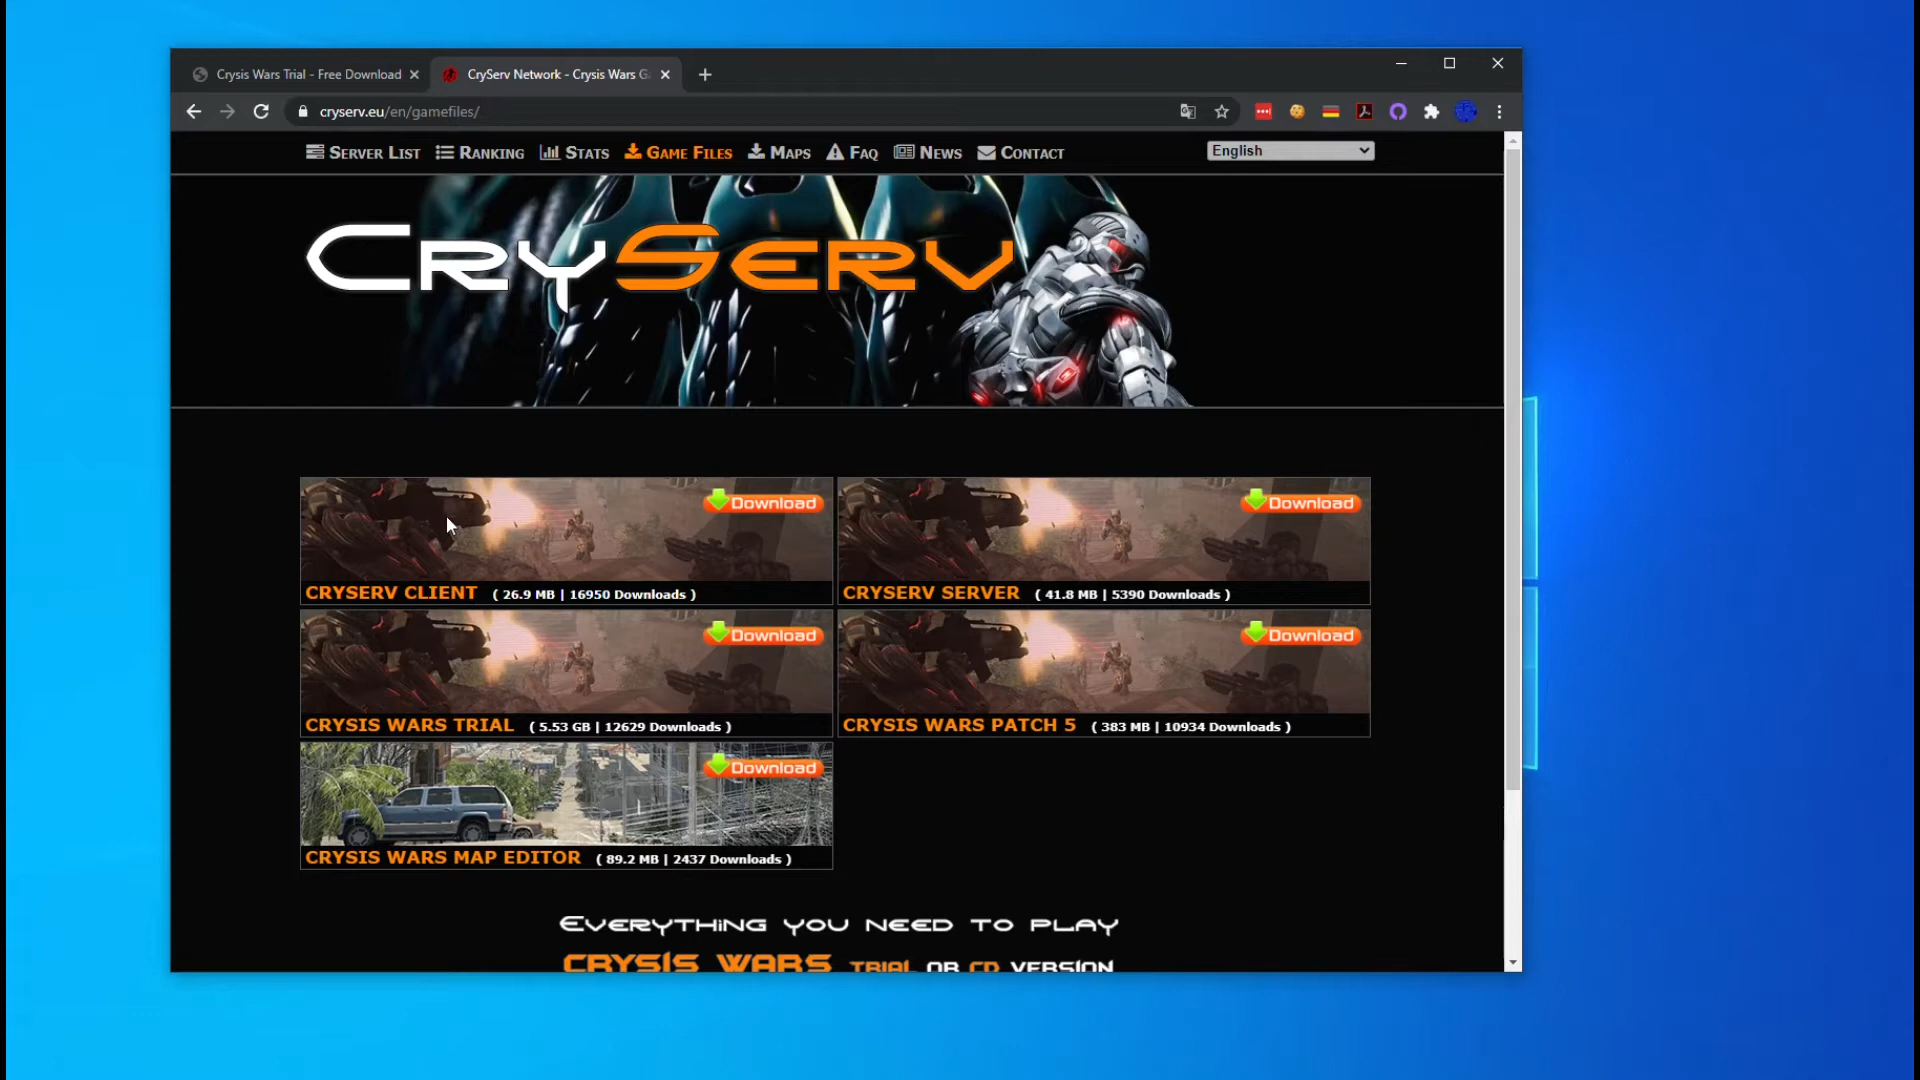 Crysis Wars Trial - Free Download
CryServ Network - Crysis Wars G
cryserv.eu/en/gamefiles/
SERVER LIST RANKING STATS GAME FILES MAPS FAQ NEWS CONTACT English
CRYSERV
Download
Download
CRYSERV CLIENT ( 26.9 MB | 16950 Downloads )
CRYSERV SERVER ( 41.8 MB | 5390 Downloads )
Download
Download
CRYSIS WARS TRIAL ( 5.53 GB | 12629 Downloads )
CRYSIS WARS PATCH 5 ( 383 MB | 10934 Downloads )
Download
CRYSIS WARS MAP EDITOR ( 89.2 MB | 2437 Downloads )
EVERYTHING YOU NEED TO PLAY
CRYSIS WARS TRIAL OR CD VERSION